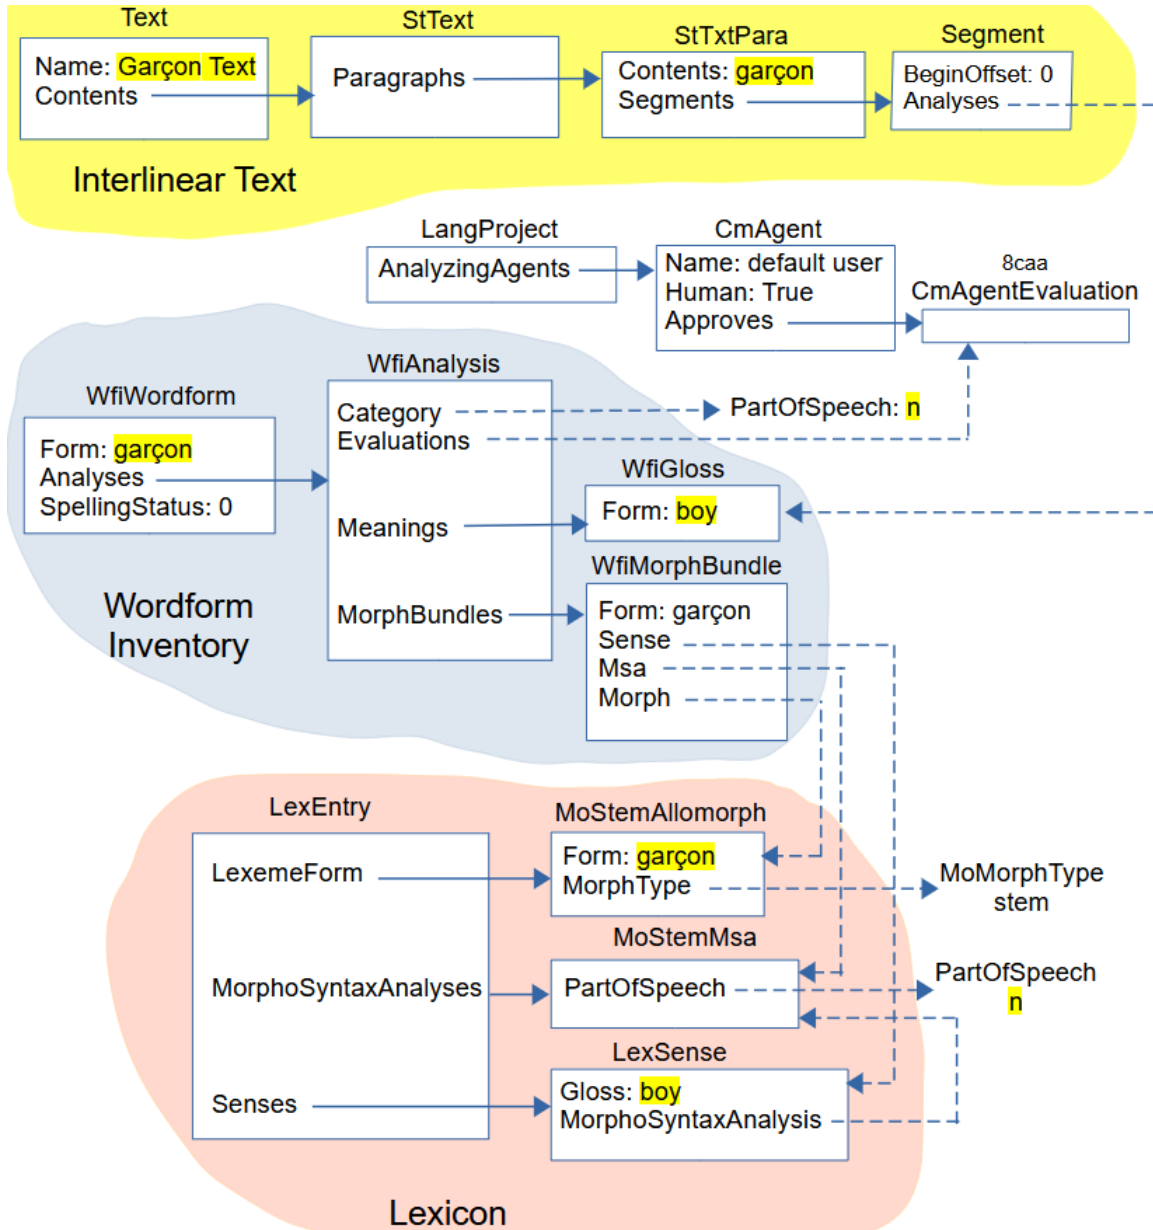 Text
Name: Garçon Text
Contents
StText
Paragraphs
StTxtPara
Contents: garçon
Segments
Segment
BeginOffset: 0
Analyses
Interlinear Text
LangProject
AnalyzingAgents
CmAgent
Name: default user
Human: True
Approves
8caa
CmAgentEvaluation
WfiWordform
Form: garçon
Analyses
SpellingStatus: 0
WfiAnalysis
Category
Evaluations
Meanings
MorphBundles
PartOfSpeech: n
WfiGloss
Form: boy
WfiMorphBundle
Form: garçon
Sense
Msa
Morph
Wordform
Inventory
LexEntry
LexemeForm
MorphoSyntaxAnalyses
Senses
MoStemAllomorph
Form: garçon
MorphType
MoMorphType
stem
MoStemMsa
PartOfSpeech
PartOfSpeech
n
LexSense
Gloss: boy
MorphoSyntaxAnalysis
Lexicon